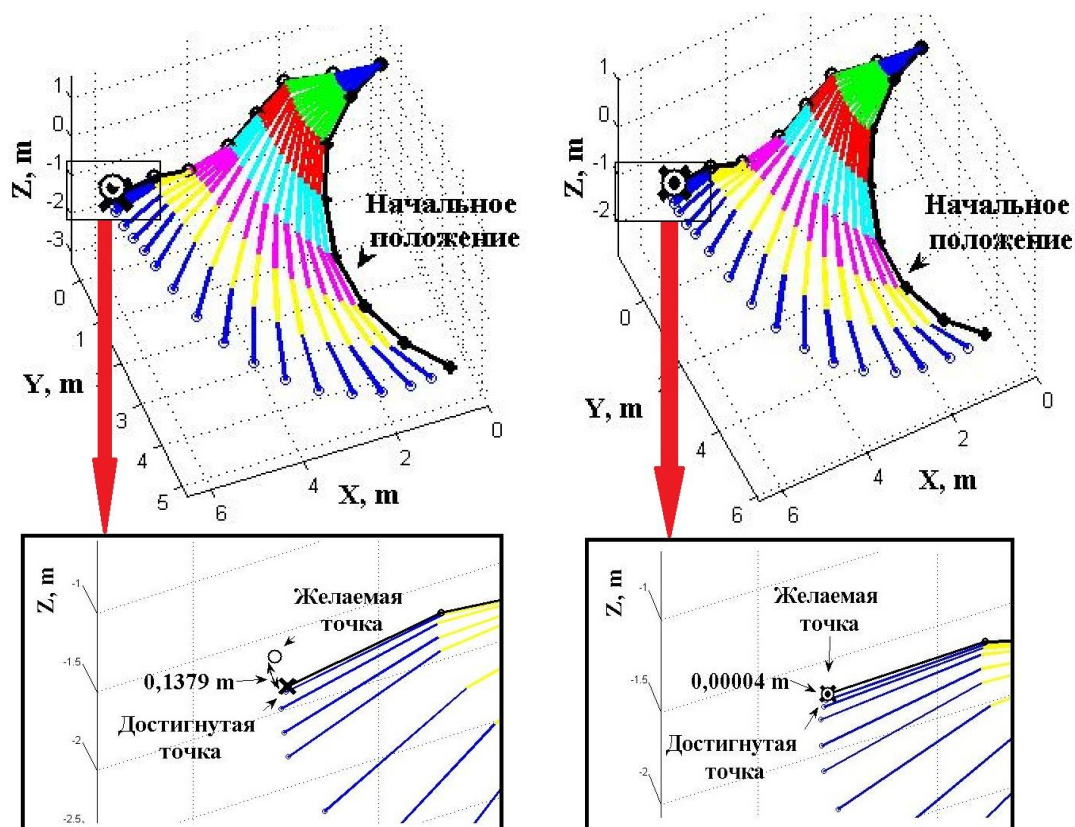 1
0
-1
-2
-3
Z, m
0
1
3
4
5
Y, m
6
4
2
0
X, m
Начальное
положение
1
0
-1
-2
Z, m
0
4
6
Y, m
6
4
2
0
X, m
Начальное
положение
Z, m
-1
-1.5
-2
-2.5
Желаемая
точка
0,1379 m
Достигнутая
точка
Z, m
-1
-1.5
-2
Желаемая
точка
0,00004 m
Достигнутая
точка